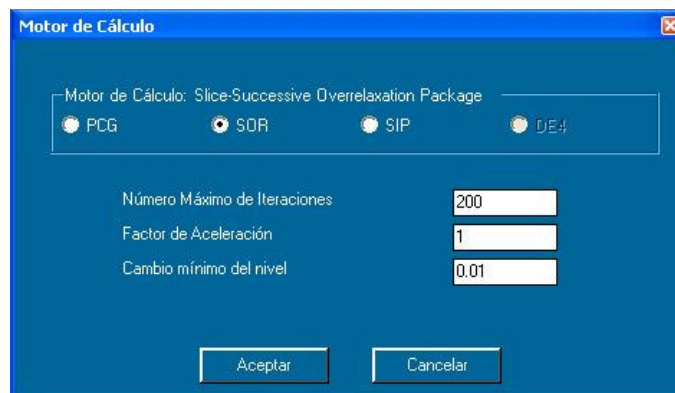 Motor de Cálculo
Motor de Cálculo: Slice-Successive Overrelaxation Package
PCG SOR SIP DE4
Número Máximo de Iteraciones 200
Factor de Aceleración 1
Cambio mínimo del nivel 0.01
Aceptar Cancelar